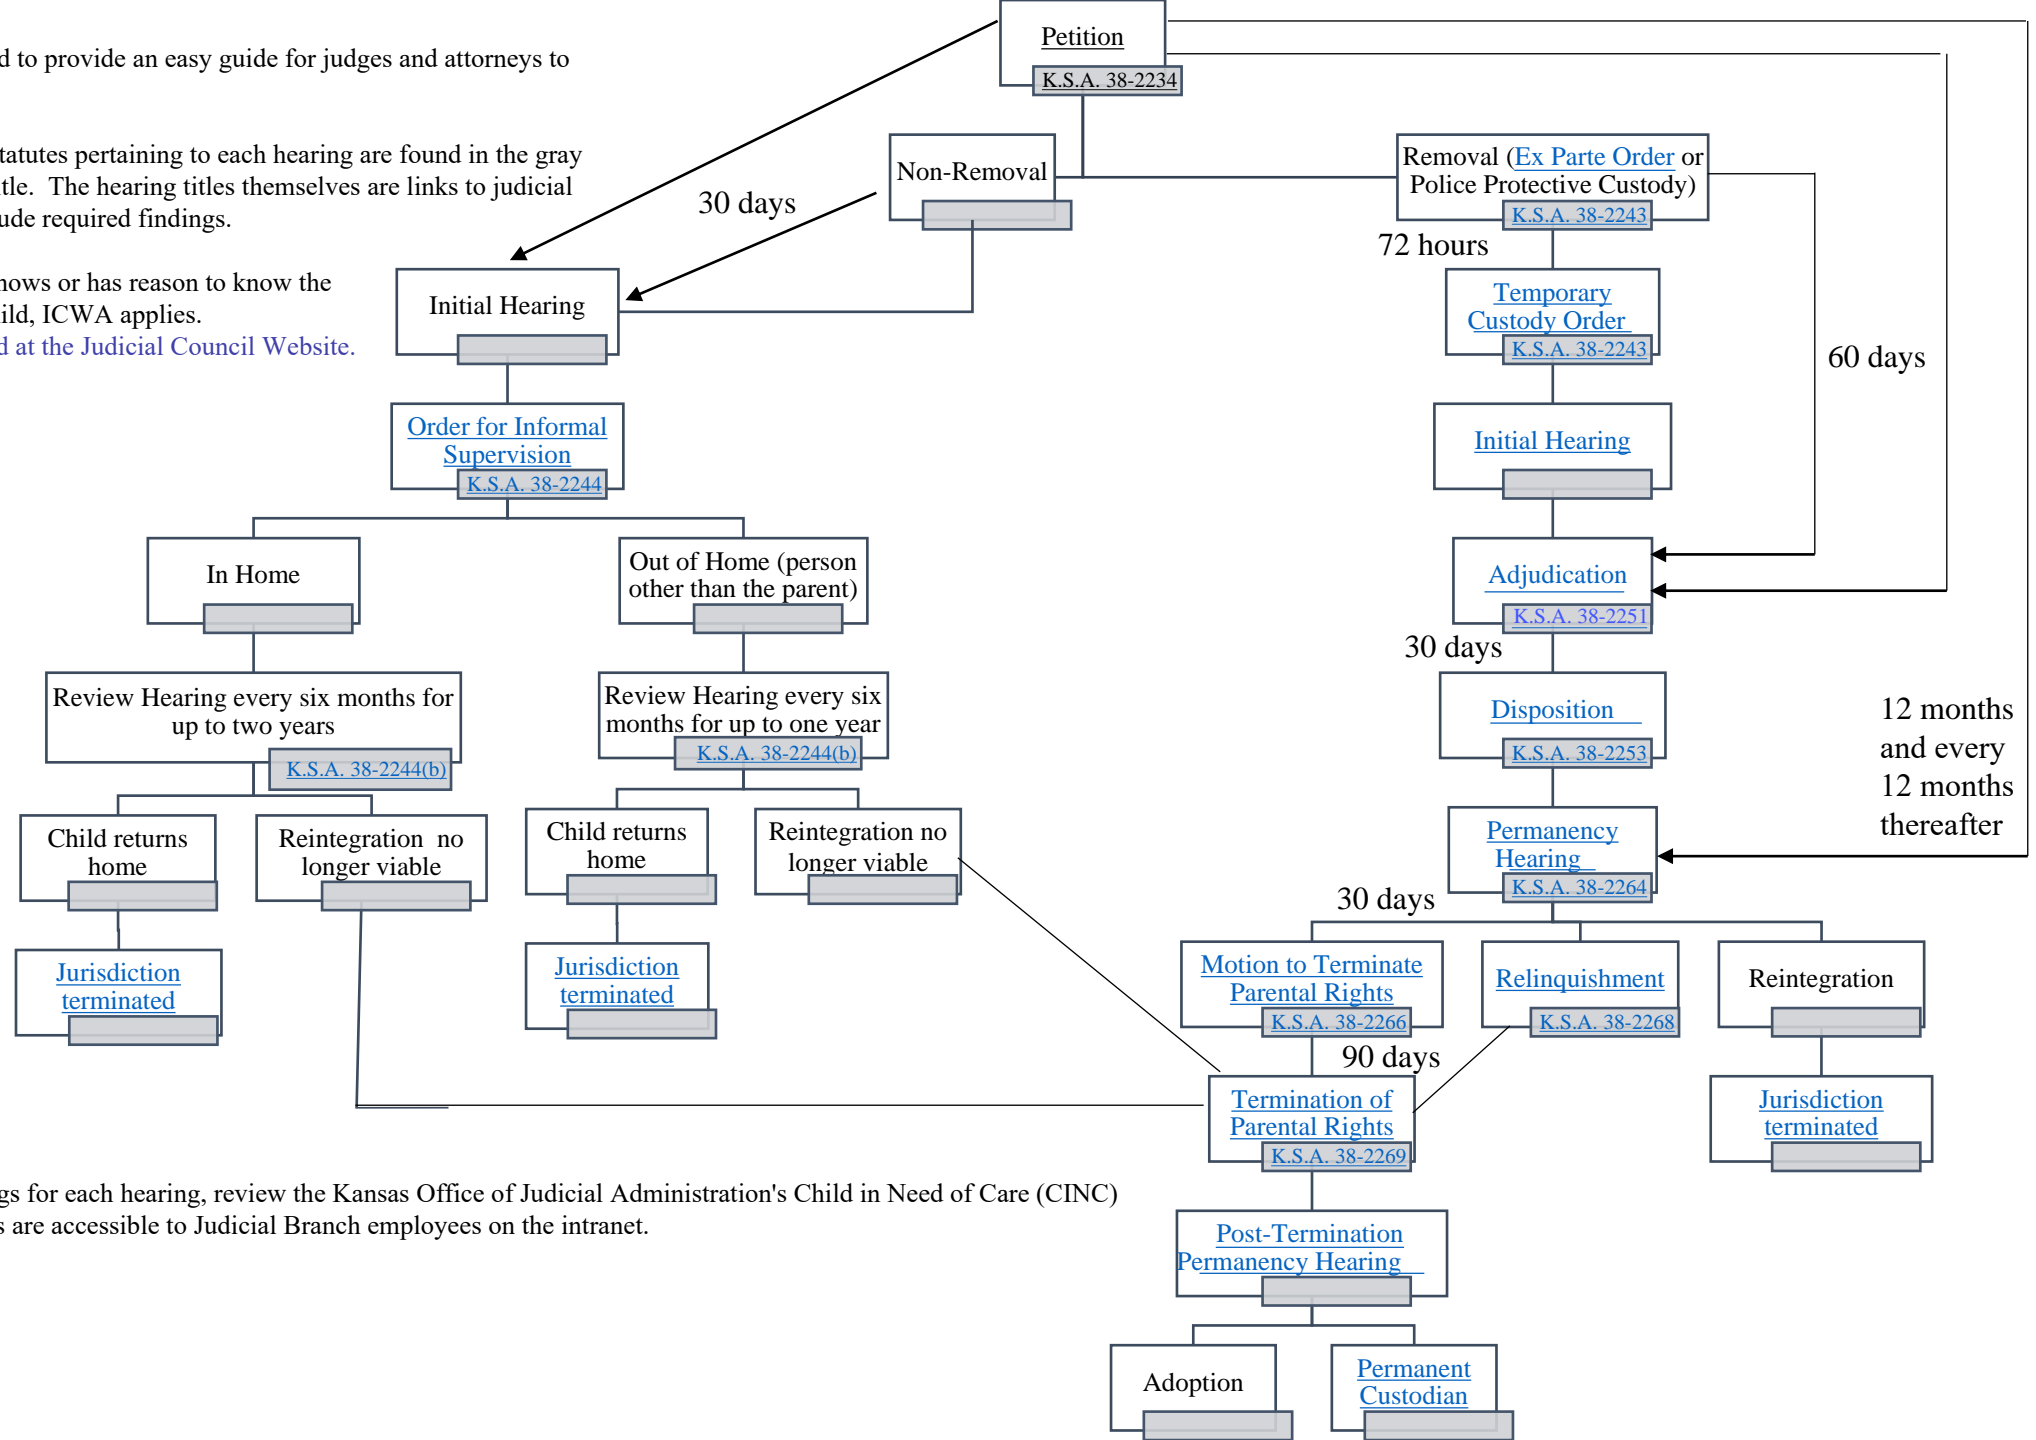 Petition
K.S.A. 38-2234
d to provide an easy guide for judges and attorneys to
tatutes pertaining to each hearing are found in the gray
tle. The hearing titles themselves are links to judicial
ude required findings.
nows or has reason to know the
ild, ICWA applies.
d at the Judicial Council Website.
30 days
Non-Removal
Removal (Ex Parte Order or
Police Protective Custody)
K.S.A. 38-2243
72 hours
Initial Hearing
Temporary
Custody Order
K.S.A. 38-2243
60 days
Order for Informal
Supervision
K.S.A. 38-2244
Initial Hearing
In Home
Out of Home (person
other than the parent)
Adjudication
K.S.A. 38-2251
30 days
Review Hearing every six months for
up to two years
K.S.A. 38-2244(b)
Review Hearing every six
months for up to one year
K.S.A. 38-2244(b)
Disposition
K.S.A. 38-2253
12 months
and every
12 months
thereafter
Child returns
home
Reintegration no
longer viable
Child returns
home
Reintegration no
longer viable
Permanency
Hearing
K.S.A. 38-2264
30 days
Jurisdiction
terminated
Jurisdiction
terminated
Motion to Terminate
Parental Rights
K.S.A. 38-2266
Relinquishment
K.S.A. 38-2268
Reintegration
90 days
Termination of
Parental Rights
K.S.A. 38-2269
Jurisdiction
terminated
gs for each hearing, review the Kansas Office of Judicial Administration's Child in Need of Care (CINC)
s are accessible to Judicial Branch employees on the intranet.
Post-Termination
Permanency Hearing
Adoption
Permanent
Custodian